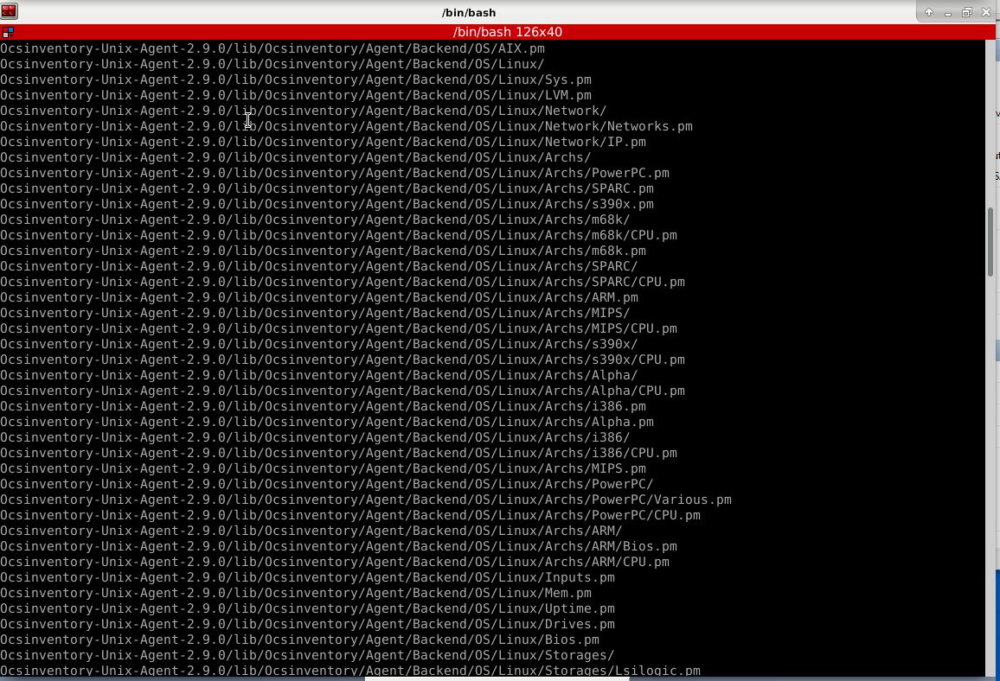 /bin/bash
/bin/bash 126x40
Ocsinventory-Unix-Agent-2.9.0/lib/Ocsinventory/Agent/Backend/OS/AIX.pm
Ocsinventory-Unix-Agent-2.9.0/lib/Ocsinventory/Agent/Backend/OS/Linux/
Ocsinventory-Unix-Agent-2.9.0/lib/Ocsinventory/Agent/Backend/OS/Linux/Sys.pm
Ocsinventory-Unix-Agent-2.9.0/lib/Ocsinventory/Agent/Backend/OS/Linux/LVM.pm
Ocsinventory-Unix-Agent-2.9.0/lib/Ocsinventory/Agent/Backend/OS/Linux/Network/
Ocsinventory-Unix-Agent-2.9.0/lib/Ocsinventory/Agent/Backend/OS/Linux/Network/Networks.pm
Ocsinventory-Unix-Agent-2.9.0/lib/Ocsinventory/Agent/Backend/OS/Linux/Network/IP.pm
Ocsinventory-Unix-Agent-2.9.0/lib/Ocsinventory/Agent/Backend/OS/Linux/Archs/
Ocsinventory-Unix-Agent-2.9.0/lib/Ocsinventory/Agent/Backend/OS/Linux/Archs/PowerPC.pm
Ocsinventory-Unix-Agent-2.9.0/lib/Ocsinventory/Agent/Backend/OS/Linux/Archs/SPARC.pm
Ocsinventory-Unix-Agent-2.9.0/lib/Ocsinventory/Agent/Backend/OS/Linux/Archs/s390x.pm
Ocsinventory-Unix-Agent-2.9.0/lib/Ocsinventory/Agent/Backend/OS/Linux/Archs/m68k/
Ocsinventory-Unix-Agent-2.9.0/lib/Ocsinventory/Agent/Backend/OS/Linux/Archs/m68k/CPU.pm
Ocsinventory-Unix-Agent-2.9.0/lib/Ocsinventory/Agent/Backend/OS/Linux/Archs/m68k.pm
Ocsinventory-Unix-Agent-2.9.0/lib/Ocsinventory/Agent/Backend/OS/Linux/Archs/SPARC/
Ocsinventory-Unix-Agent-2.9.0/lib/Ocsinventory/Agent/Backend/OS/Linux/Archs/SPARC/CPU.pm
Ocsinventory-Unix-Agent-2.9.0/lib/Ocsinventory/Agent/Backend/OS/Linux/Archs/ARM.pm
Ocsinventory-Unix-Agent-2.9.0/lib/Ocsinventory/Agent/Backend/OS/Linux/Archs/MIPS/
Ocsinventory-Unix-Agent-2.9.0/lib/Ocsinventory/Agent/Backend/OS/Linux/Archs/MIPS/CPU.pm
Ocsinventory-Unix-Agent-2.9.0/lib/Ocsinventory/Agent/Backend/OS/Linux/Archs/s390x/
Ocsinventory-Unix-Agent-2.9.0/lib/Ocsinventory/Agent/Backend/OS/Linux/Archs/s390x/CPU.pm
Ocsinventory-Unix-Agent-2.9.0/lib/Ocsinventory/Agent/Backend/OS/Linux/Archs/Alpha/
Ocsinventory-Unix-Agent-2.9.0/lib/Ocsinventory/Agent/Backend/OS/Linux/Archs/Alpha/CPU.pm
Ocsinventory-Unix-Agent-2.9.0/lib/Ocsinventory/Agent/Backend/OS/Linux/Archs/i386.pm
Ocsinventory-Unix-Agent-2.9.0/lib/Ocsinventory/Agent/Backend/OS/Linux/Archs/Alpha.pm
Ocsinventory-Unix-Agent-2.9.0/lib/Ocsinventory/Agent/Backend/OS/Linux/Archs/i386/
Ocsinventory-Unix-Agent-2.9.0/lib/Ocsinventory/Agent/Backend/OS/Linux/Archs/i386/CPU.pm
Ocsinventory-Unix-Agent-2.9.0/lib/Ocsinventory/Agent/Backend/OS/Linux/Archs/MIPS.pm
Ocsinventory-Unix-Agent-2.9.0/lib/Ocsinventory/Agent/Backend/OS/Linux/Archs/PowerPC/
Ocsinventory-Unix-Agent-2.9.0/lib/Ocsinventory/Agent/Backend/OS/Linux/Archs/PowerPC/Various.pm
Ocsinventory-Unix-Agent-2.9.0/lib/Ocsinventory/Agent/Backend/OS/Linux/Archs/PowerPC/CPU.pm
Ocsinventory-Unix-Agent-2.9.0/lib/Ocsinventory/Agent/Backend/OS/Linux/Archs/ARM/
Ocsinventory-Unix-Agent-2.9.0/lib/Ocsinventory/Agent/Backend/OS/Linux/Archs/ARM/Bios.pm
Ocsinventory-Unix-Agent-2.9.0/lib/Ocsinventory/Agent/Backend/OS/Linux/Archs/ARM/CPU.pm
Ocsinventory-Unix-Agent-2.9.0/lib/Ocsinventory/Agent/Backend/OS/Linux/Inputs.pm
Ocsinventory-Unix-Agent-2.9.0/lib/Ocsinventory/Agent/Backend/OS/Linux/Mem.pm
Ocsinventory-Unix-Agent-2.9.0/lib/Ocsinventory/Agent/Backend/OS/Linux/Uptime.pm
Ocsinventory-Unix-Agent-2.9.0/lib/Ocsinventory/Agent/Backend/OS/Linux/Drives.pm
Ocsinventory-Unix-Agent-2.9.0/lib/Ocsinventory/Agent/Backend/OS/Linux/Bios.pm
Ocsinventory-Unix-Agent-2.9.0/lib/Ocsinventory/Agent/Backend/OS/Linux/Storages/
Ocsinventory-Unix-Agent-2.9.0/lib/Ocsinventory/Agent/Backend/OS/Linux/Storages/Lsilogic.pm